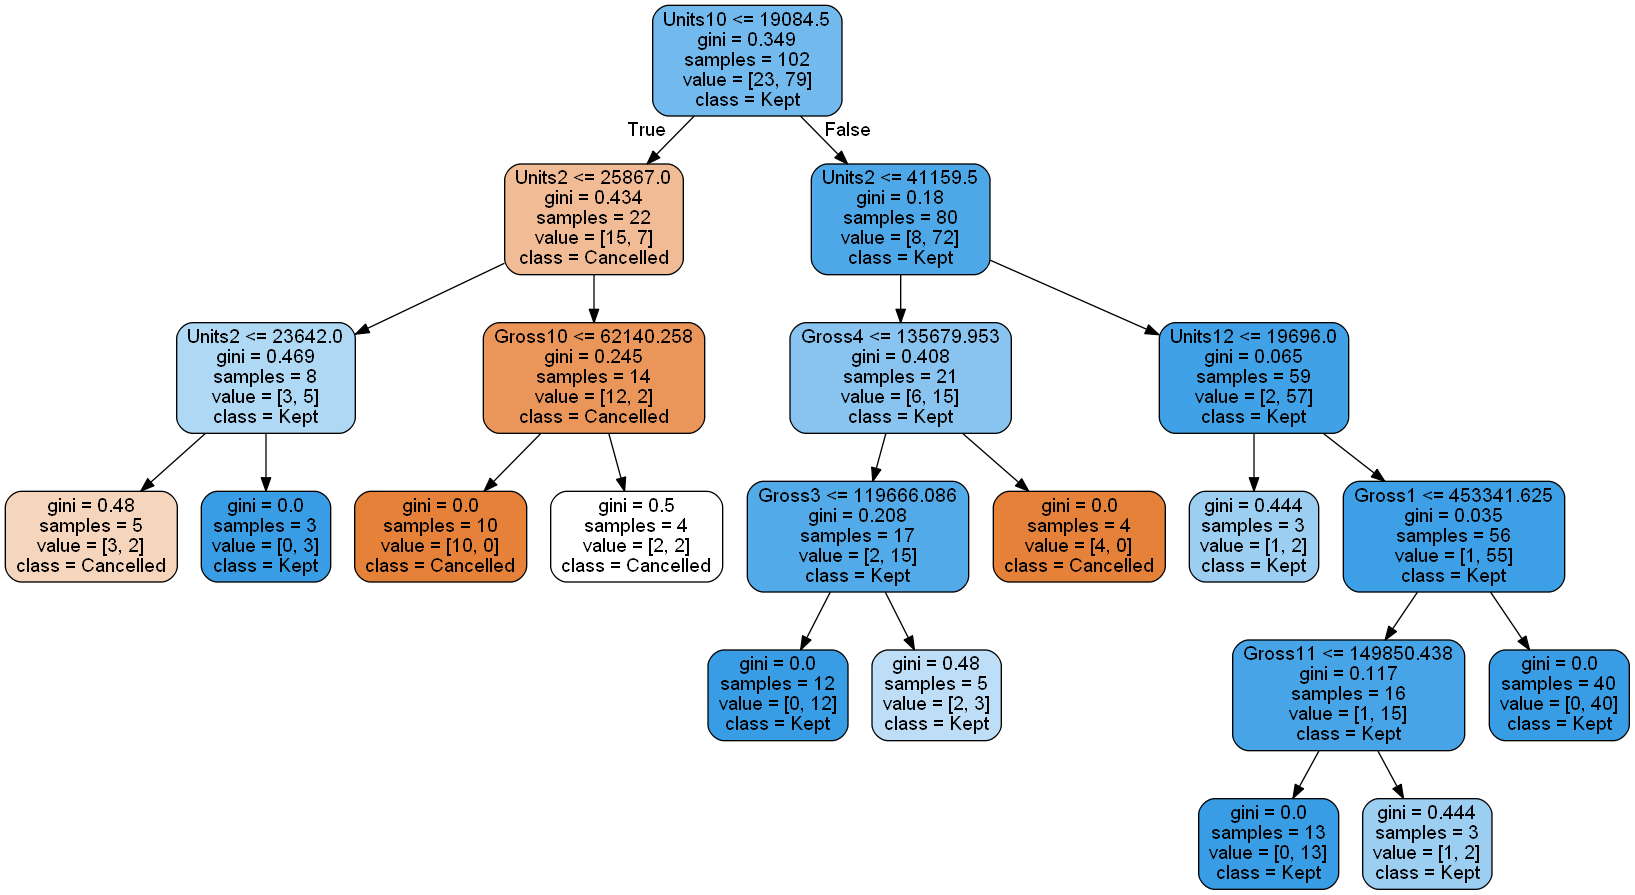 Units10 <= 19084.5
gini = 0.349
samples = 102
value = [23, 79]
class = Kept
True
False
Units2 <= 25867.0
gini = 0.434
samples = 22
value = [15, 7]
class = Cancelled
Units2 <= 41159.5
gini = 0.18
samples = 80
value = [8, 72]
class = Kept
Units2 <= 23642.0
gini = 0.469
samples = 8
value = [3, 5]
class = Kept
Gross10 <= 62140.258
gini = 0.245
samples = 14
value = [12, 2]
class = Cancelled
Gross4 <= 135679.953
gini = 0.408
samples = 21
value = [6, 15]
class = Kept
Units12 <= 19696.0
gini = 0.065
samples = 59
value = [2, 57]
class = Kept
gini = 0.48
samples = 5
value = [3, 2]
class = Cancelled
gini = 0.0
samples = 3
value = [0, 3]
class = Kept
gini = 0.0
samples = 10
value = [10, 0]
class = Cancelled
gini = 0.5
samples = 4
value = [2, 2]
class = Cancelled
Gross3 <= 119666.086
gini = 0.208
samples = 17
value = [2, 15]
class = Kept
gini = 0.0
samples = 4
value = [4, 0]
class = Cancelled
gini = 0.444
samples = 3
value = [1, 2]
class = Kept
Gross1 <= 453341.625
gini = 0.035
samples = 56
value = [1, 55]
class = Kept
gini = 0.0
samples = 12
value = [0, 12]
class = Kept
gini = 0.48
samples = 5
value = [2, 3]
class = Kept
Gross11 <= 149850.438
gini = 0.117
samples = 16
value = [1, 15]
class = Kept
gini = 0.0
samples = 40
value = [0, 40]
class = Kept
gini = 0.0
samples = 13
value = [0, 13]
class = Kept
gini = 0.444
samples = 3
value = [1, 2]
class = Kept